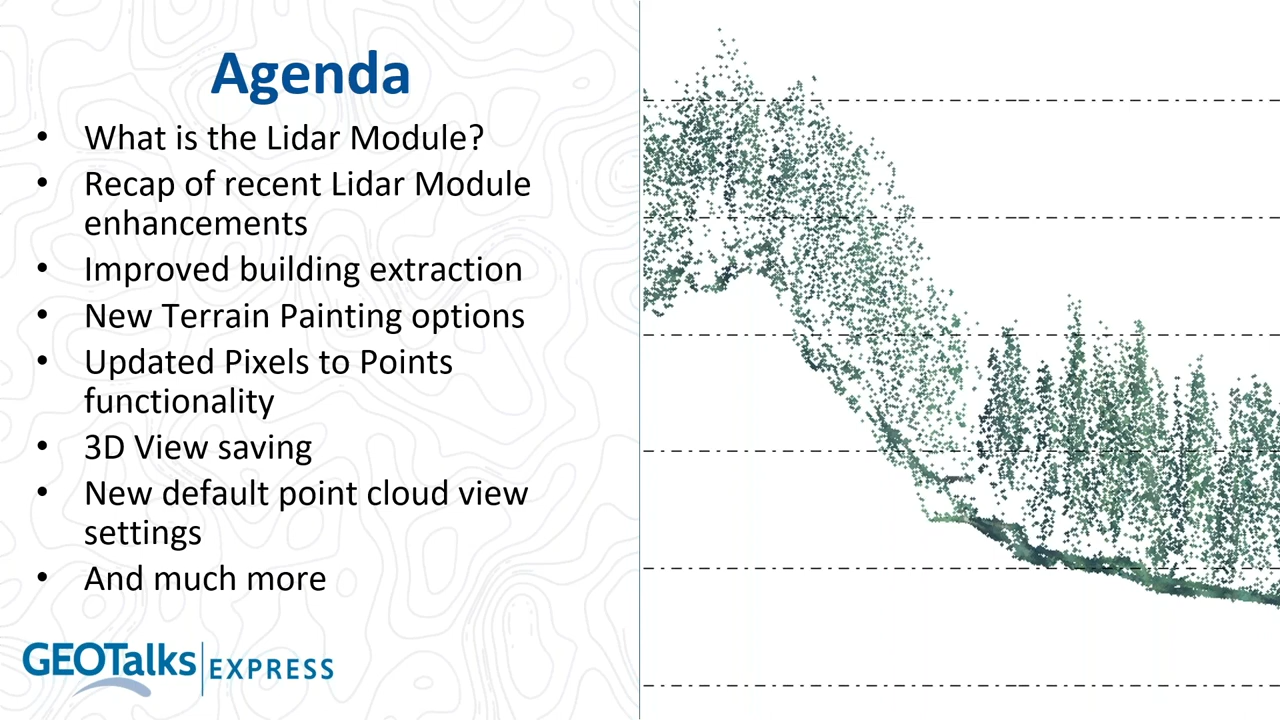 Agenda
• What is the Lidar Module?
• Recap of recent Lidar Module
enhancements
• Improved building extraction
• New Terrain Painting options
• Updated Pixels to Points
functionality
• 3D View saving
• New default point cloud view
settings
• And much more
GEOTalks EXPRESS